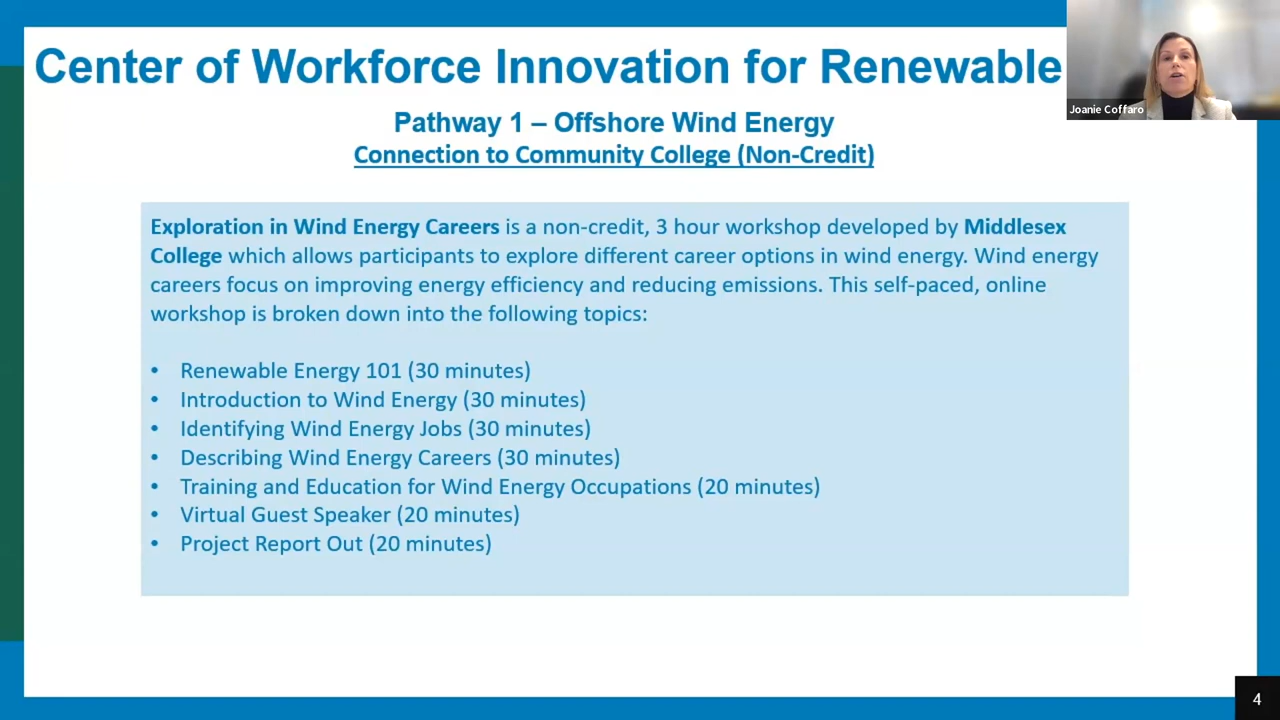 Center of Workforce Innovation for Renewable
Joanie Coffaro
Pathway 1 – Offshore Wind Energy
Connection to Community College (Non-Credit)
Exploration in Wind Energy Careers is a non-credit, 3 hour workshop developed by Middlesex
College which allows participants to explore different career options in wind energy. Wind energy
careers focus on improving energy efficiency and reducing emissions. This self-paced, online
workshop is broken down into the following topics:
• Renewable Energy 101 (30 minutes)
• Introduction to Wind Energy (30 minutes)
• Identifying Wind Energy Jobs (30 minutes)
• Describing Wind Energy Careers (30 minutes)
• Training and Education for Wind Energy Occupations (20 minutes)
• Virtual Guest Speaker (20 minutes)
• Project Report Out (20 minutes)
4